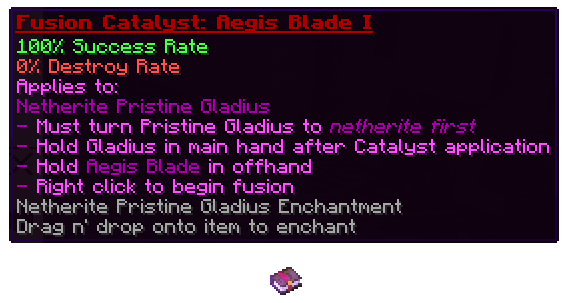 Fusion Catalyst: Aegis Blade I
100% Success Rate
0% Destroy Rate
Applies to:
Netherite Pristine Gladius
- Must turn Pristine Gladius to netherite first
- Hold Gladius in main hand after Catalyst application
- Hold Aegis Blade in offhand
- Right click to begin fusion
Netherite Pristine Gladius Enchantment
Drag n' drop onto item to enchant